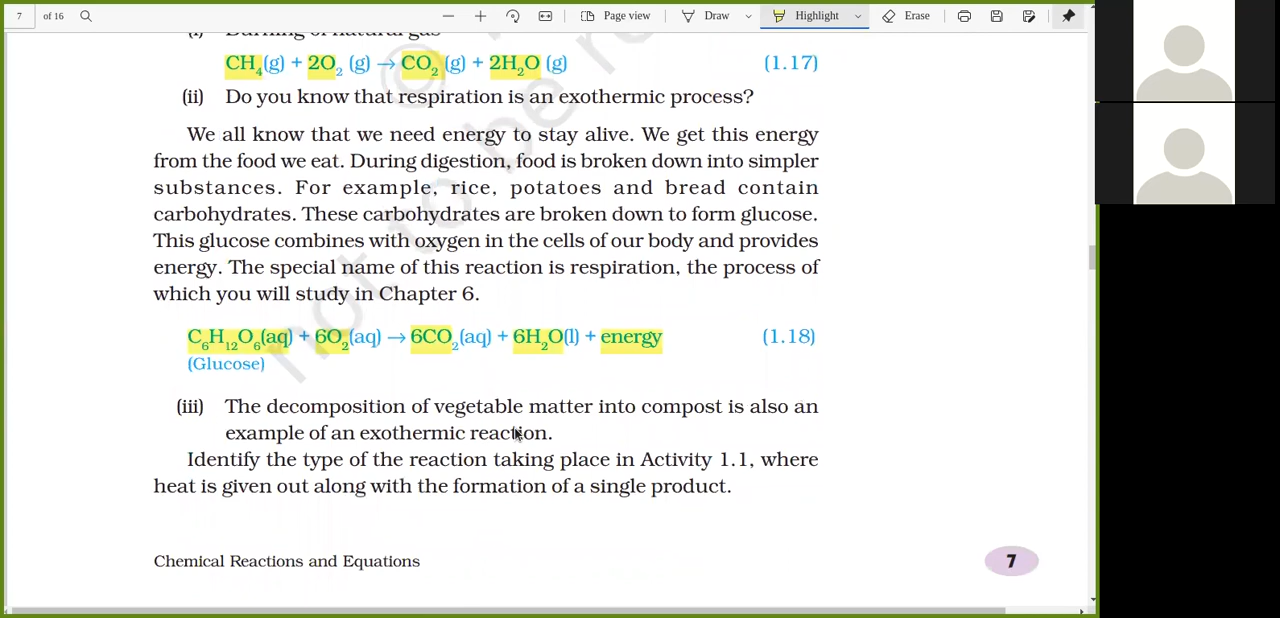 7 of 16 Page view Draw Highlight Erase
(i) Burning of natural gas
CH₄(g) + 2O₂ (g) → CO₂ (g) + 2H₂O (g) (1.17)
(ii) Do you know that respiration is an exothermic process?
We all know that we need energy to stay alive. We get this energy
from the food we eat. During digestion, food is broken down into simpler
substances. For example, rice, potatoes and bread contain
carbohydrates. These carbohydrates are broken down to form glucose.
This glucose combines with oxygen in the cells of our body and provides
energy. The special name of this reaction is respiration, the process of
which you will study in Chapter 6.
C₆H₁₂O₆(aq) + 6O₂(aq) → 6CO₂(aq) + 6H₂O(l) + energy (1.18)
(Glucose)
(iii) The decomposition of vegetable matter into compost is also an
example of an exothermic reaction.
Identify the type of the reaction taking place in Activity 1.1, where
heat is given out along with the formation of a single product.
Chemical Reactions and Equations
7
© not to be re